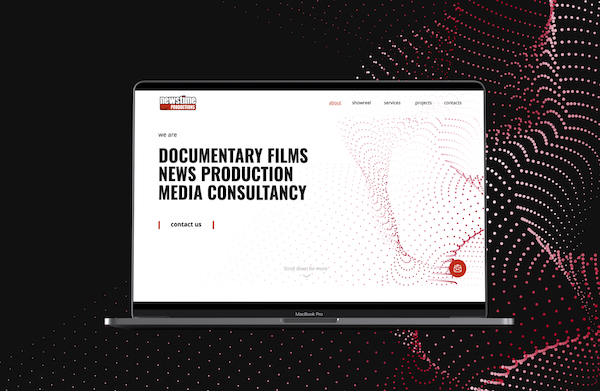 newstime
PRODUCTIONS
about showreel services projects contacts
we are
DOCUMENTARY FILMS
NEWS PRODUCTION
MEDIA CONSULTANCY
contact us
Scroll down for more
MacBook Pro